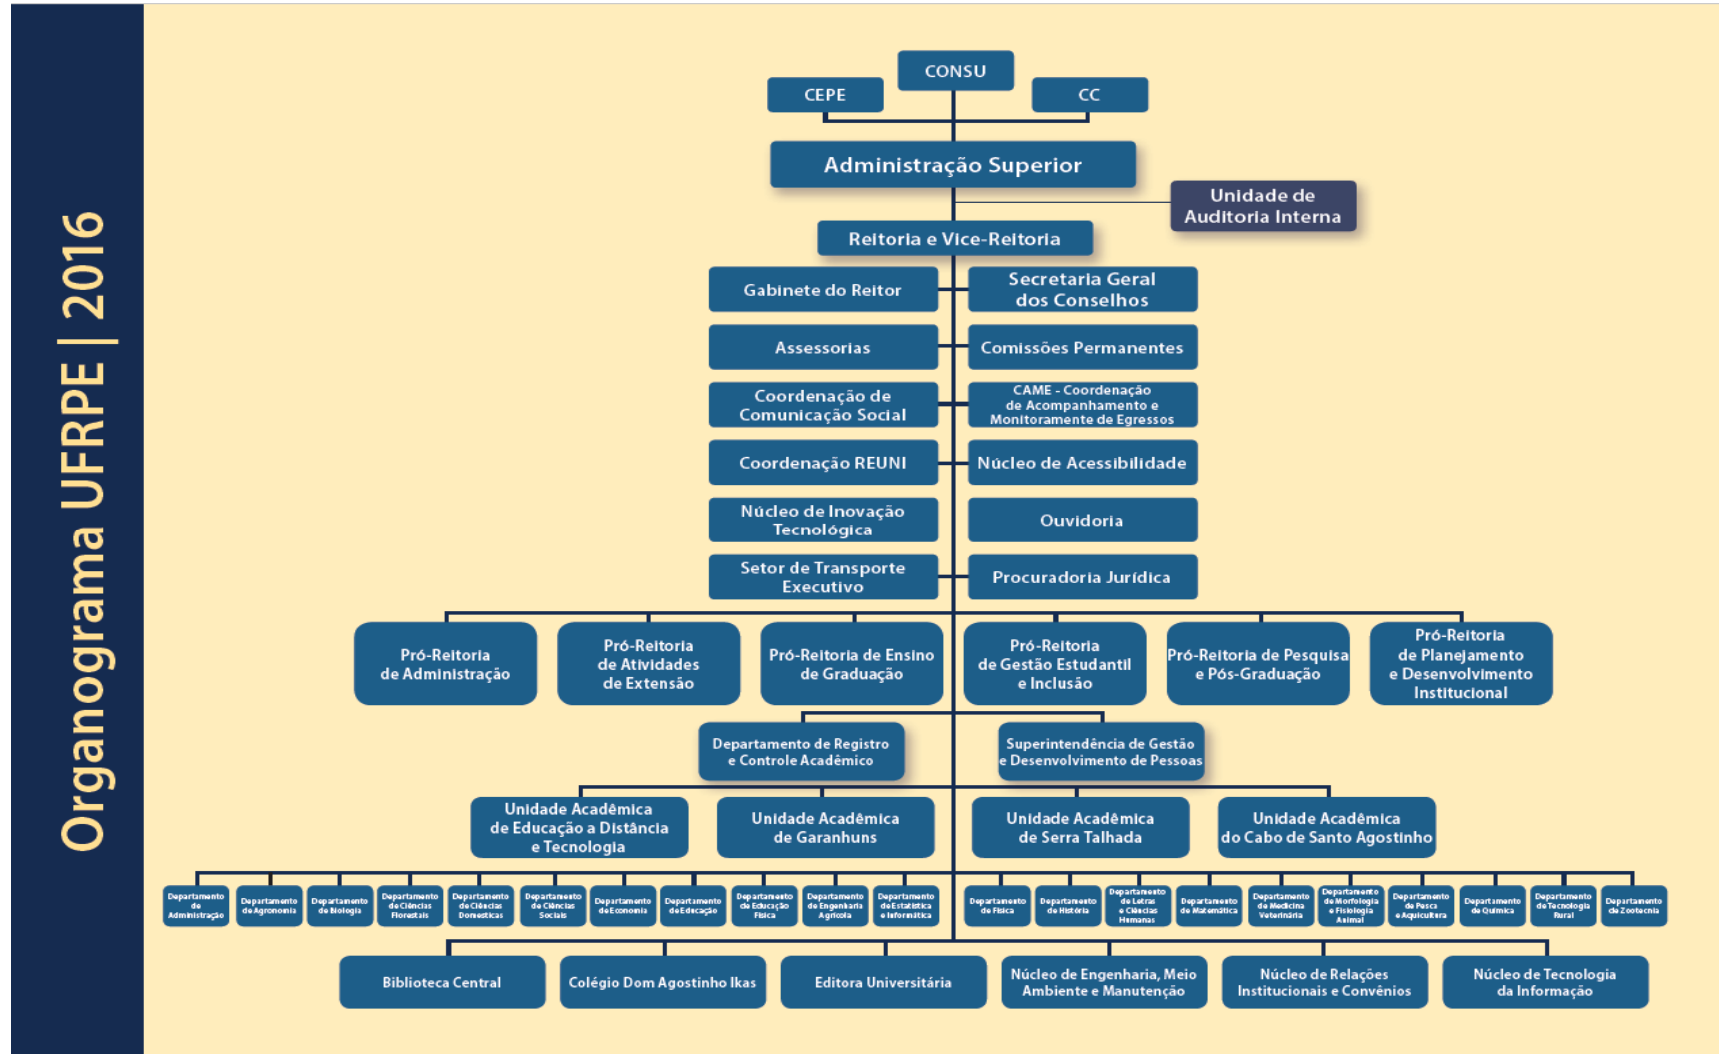 Organograma UFRPE | 2016
CONSU
CEPE
CC
Administração Superior
Unidade de
Auditoria Interna
Reitoria e Vice-Reitoria
Gabinete do Reitor
Secretaria Geral
dos Conselhos
Assessorias
Comissões Permanentes
Coordenação de
Comunicação Social
CAME - Coordenação
de Acompanhamento e
Monitoramente de Egressos
Coordenação REUNI
Núcleo de Acessibilidade
Núcleo de Inovação
Tecnológica
Ouvidoria
Setor de Transporte
Executivo
Procuradoria Jurídica
Pró-Reitoria
de Administração
Pró-Reitoria
de Atividades
de Extensão
Pró-Reitoria de Ensino
de Graduação
Pró-Reitoria
de Gestão Estudantil
e Inclusão
Pró-Reitoria de Pesquisa
e Pós-Graduação
Pró-Reitoria
de Planejamento
e Desenvolvimento
Institucional
Departamento de Registro
e Controle Acadêmico
Superintendência de Gestão
e Desenvolvimento de Pessoas
Unidade Acadêmica
de Educação a Distância
e Tecnologia
Unidade Acadêmica
de Garanhuns
Unidade Acadêmica
de Serra Talhada
Unidade Acadêmica
do Cabo de Santo Agostinho
Departamento
de
Administração
Departamento
de Agronomia
Departamento
de Biologia
Departamento
de Ciências
Florestais
Departamento
de Ciências
Domesticas
Departamento
de Ciências
Sociais
Departamento
de Economia
Departamento
de Educação
Departamento
de Educação
Física
Departamento
de Engenharia
Agrícola
Departamento
de Estatística
e Informática
Departamento
de Física
Departamento
de História
Departamento
de Letras
e Ciências
Humanas
Departamento
de Matemática
Departamento
de Medicina
Veterinária
Departamento
de Morfologia
e Fisiologia
Animal
Departamento
de Pesca
e Aquicultura
Departamento
de Química
Departamento
de Tecnologia
Rural
Departamento
de Zootecnia
Biblioteca Central
Colégio Dom Agostinho Ikas
Editora Universitária
Núcleo de Engenharia, Meio
Ambiente e Manutenção
Núcleo de Relações
Institucionais e Convênios
Núcleo de Tecnologia
da Informação